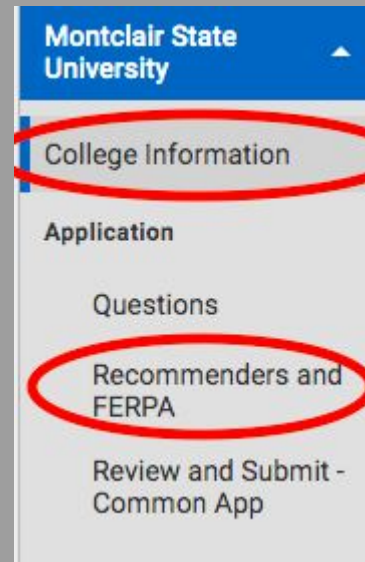 Montclair State
University
College Information
Application
Questions
Recommenders and
FERPA
Review and Submit -
Common App